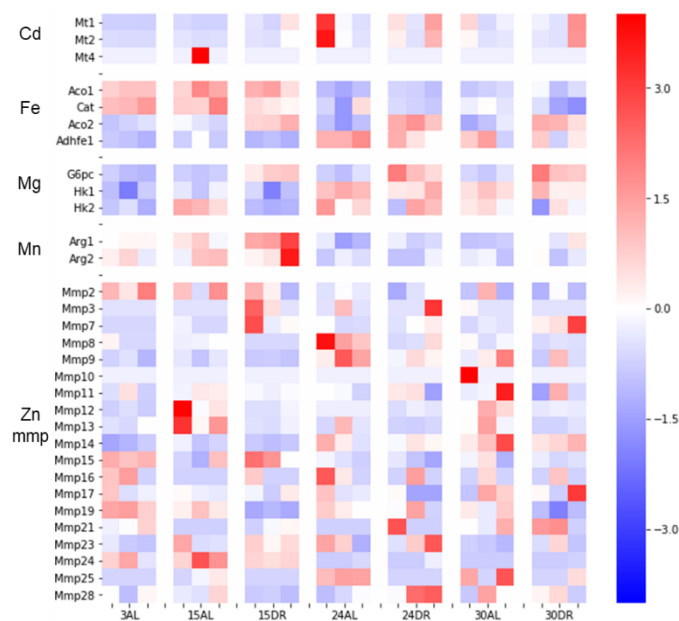 Cd
Mt1
Mt2
Mt4
Fe
Aco1
Cat
Aco2
Adhfe1
Mg
G6pc
Hk1
Hk2
Mn
Arg1
Arg2
Zn
mmp
Mmp2
Mmp3
Mmp7
Mmp8
Mmp9
Mmp10
Mmp11
Mmp12
Mmp13
Mmp14
Mmp15
Mmp16
Mmp17
Mmp19
Mmp21
Mmp23
Mmp24
Mmp25
Mmp28
3AL 15AL 15DR 24AL 24DR 30AL 30DR
3.0
1.5
0.0
−1.5
−3.0